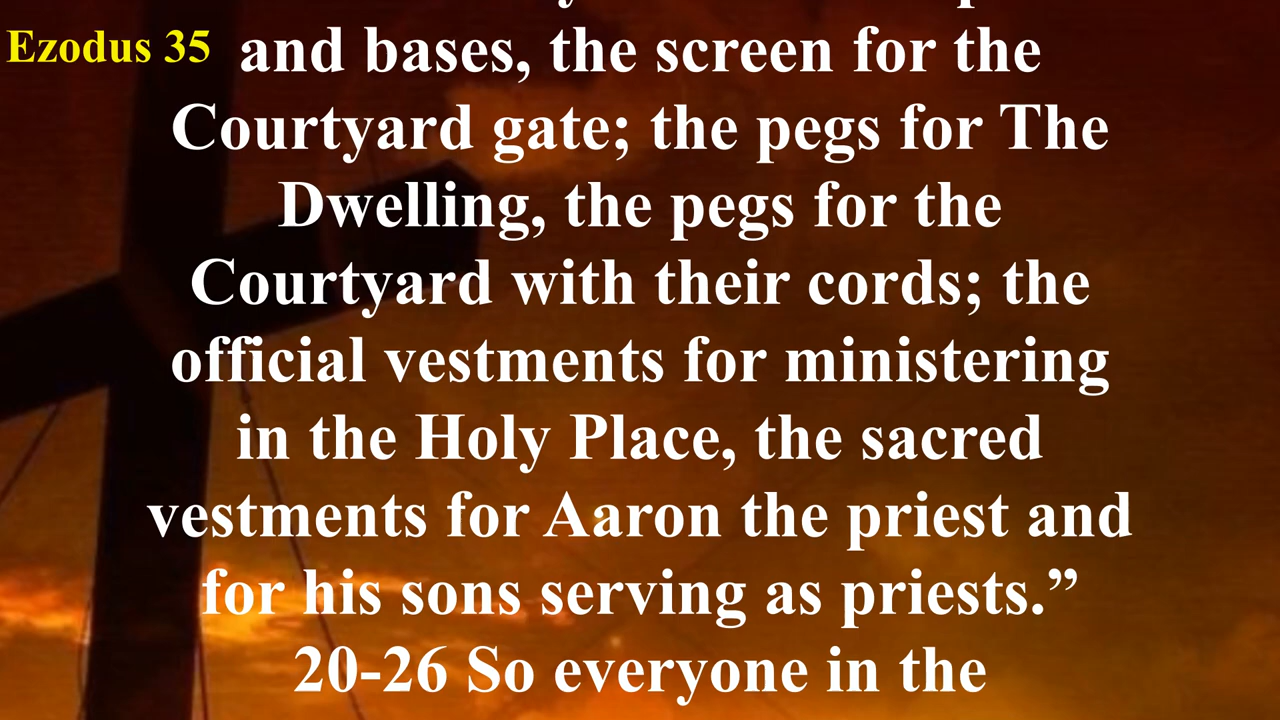 Ezodus 35
and bases, the screen for the
Courtyard gate; the pegs for The
Dwelling, the pegs for the
Courtyard with their cords; the
official vestments for ministering
in the Holy Place, the sacred
vestments for Aaron the priest and
for his sons serving as priests.”
20-26 So everyone in the